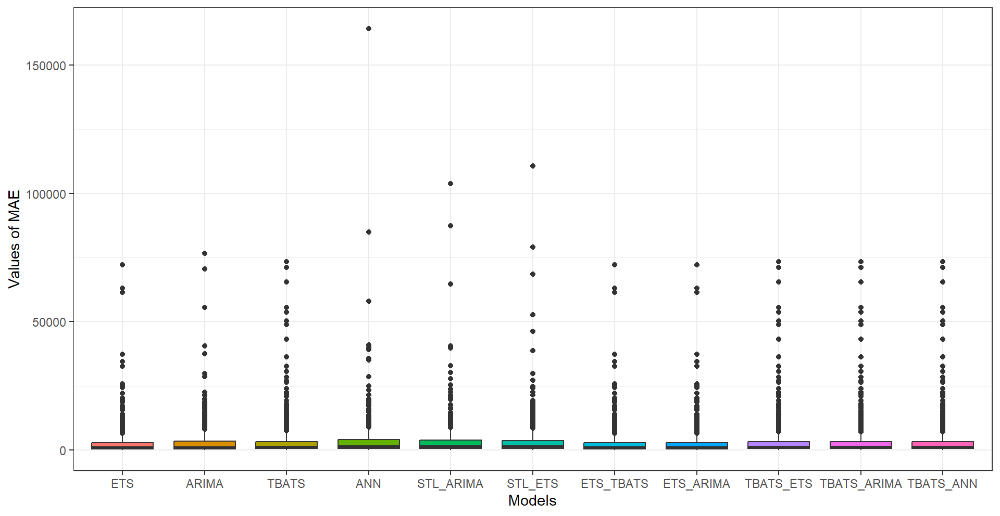 Values of MAE
150000
100000
50000
0
ETS ARIMA TBATS ANN STL_ARIMA STL_ETS ETS_TBATS ETS_ARIMA TBATS_ETS TBATS_ARIMA TBATS_ANN
Models